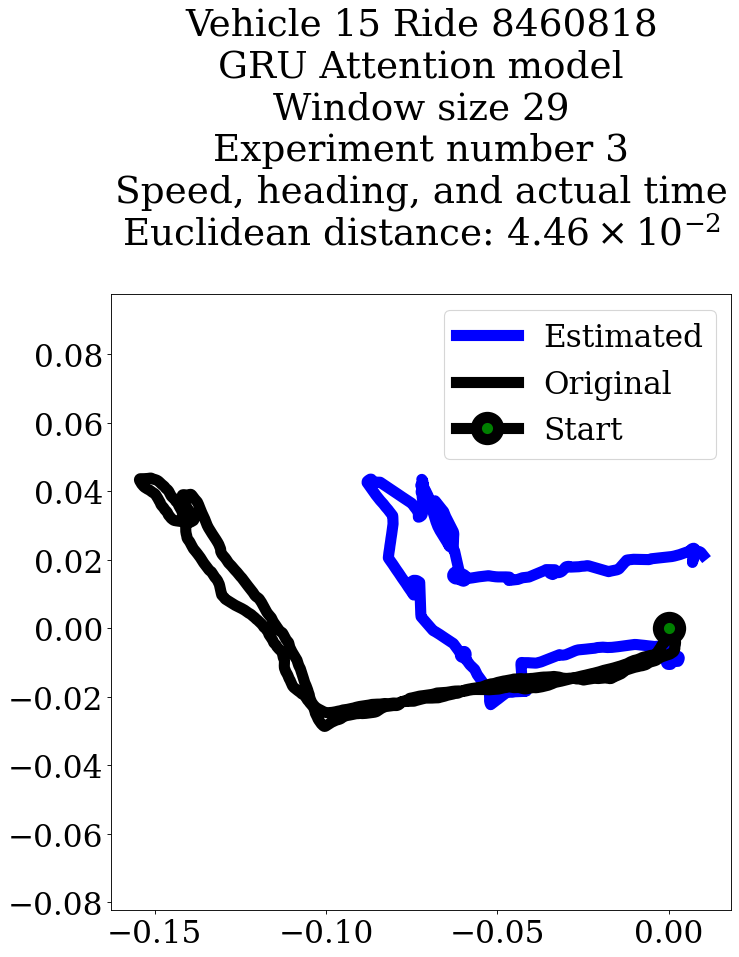 Vehicle 15 Ride 8460818
GRU Attention model
Window size 29
Experiment number 3
Speed, heading, and actual time
Euclidean distance: 4.46 × 10⁻²
Estimated
Original
Start
0.08
0.06
0.04
0.02
0.00
−0.02
−0.04
−0.06
−0.08
−0.15
−0.10
−0.05
0.00